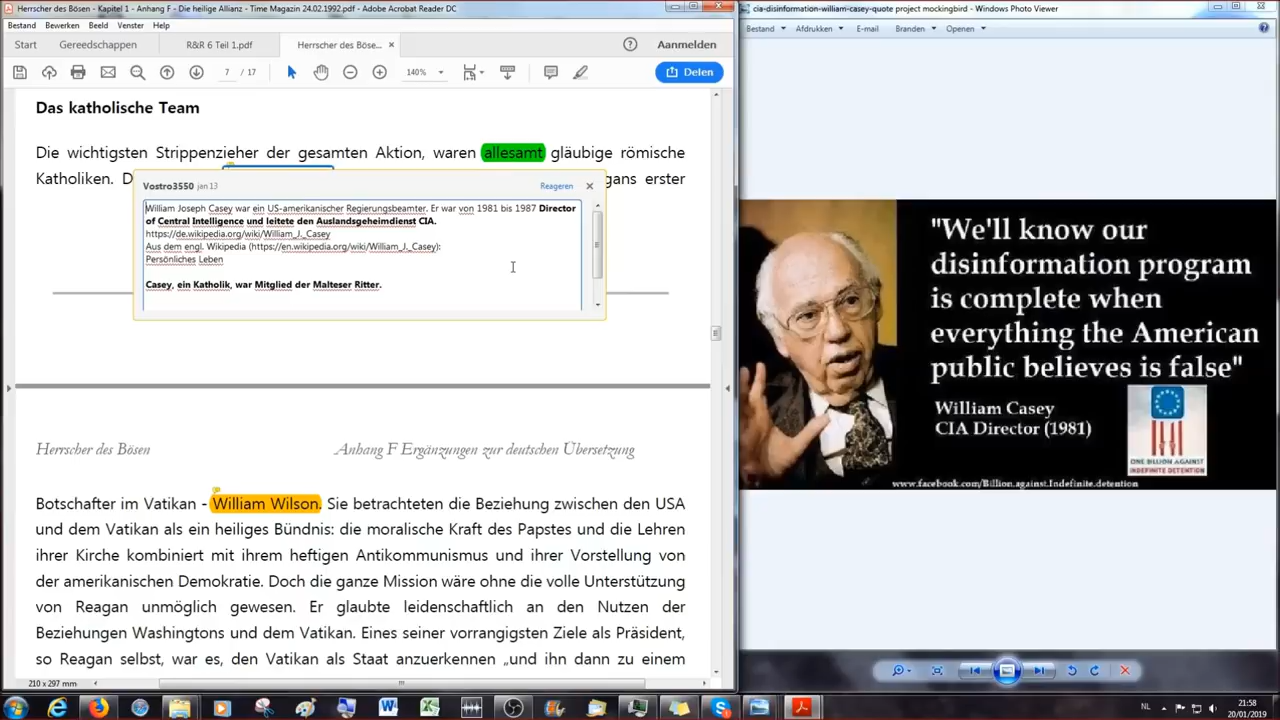 Herrscher des Bösen - Kapitel 1 - Anhang F - Die heilige Allianz - Time Magazin 24.02.1992.pdf - Adobe Acrobat Reader DC
Bestand Bewerken Beeld Venster Help
Start Gereedschappen R&R 6 Teil 1.pdf Herrscher des Böse... ×
Aanmelden
7 / 17 140% Delen
Das katholische Team
Die wichtigsten Strippenzieher der gesamten Aktion, waren allesamt gläubige römische
Katholiken. D gans erster
Vostro3550 jan 13 Reageren
William Joseph Casey war ein US-amerikanischer Regierungsbeamter. Er war von 1981 bis 1987 Director
of Central Intelligence und leitete den Auslandsgeheimdienst CIA.
https://de.wikipedia.org/wiki/William_J._Casey
Aus dem engl. Wikipedia (https://en.wikipedia.org/wiki/William_J._Casey):
Persönliches Leben
Casey, ein Katholik, war Mitglied der Malteser Ritter.
Herrscher des Bösen Anhang F Ergänzungen zur deutschen Übersetzung
Botschafter im Vatikan - William Wilson. Sie betrachteten die Beziehung zwischen den USA
und dem Vatikan als ein heiliges Bündnis: die moralische Kraft des Papstes und die Lehren
ihrer Kirche kombiniert mit ihrem heftigen Antikommunismus und ihrer Vorstellung von
der amerikanischen Demokratie. Doch die ganze Mission wäre ohne die volle Unterstützung
von Reagan unmöglich gewesen. Er glaubte leidenschaftlich an den Nutzen der
Beziehungen Washingtons und dem Vatikan. Eines seiner vorrangigsten Ziele als Präsident,
so Reagan selbst, war es, den Vatikan als Staat anzuerkennen „und ihn dann zu einem
210 x 297 mm
cia-disinformation-william-casey-quote project mockingbird - Windows Photo Viewer
Bestand Afdrukken E-mail Branden Openen
"We'll know our
disinformation program
is complete when
everything the American
public believes is false"
William Casey
CIA Director (1981)
ONE BILLION AGAINST
INDEFINITE DETENTION
www.facebook.com/Billion.against.Indefinite.detention
NL
21:58
20/01/2019